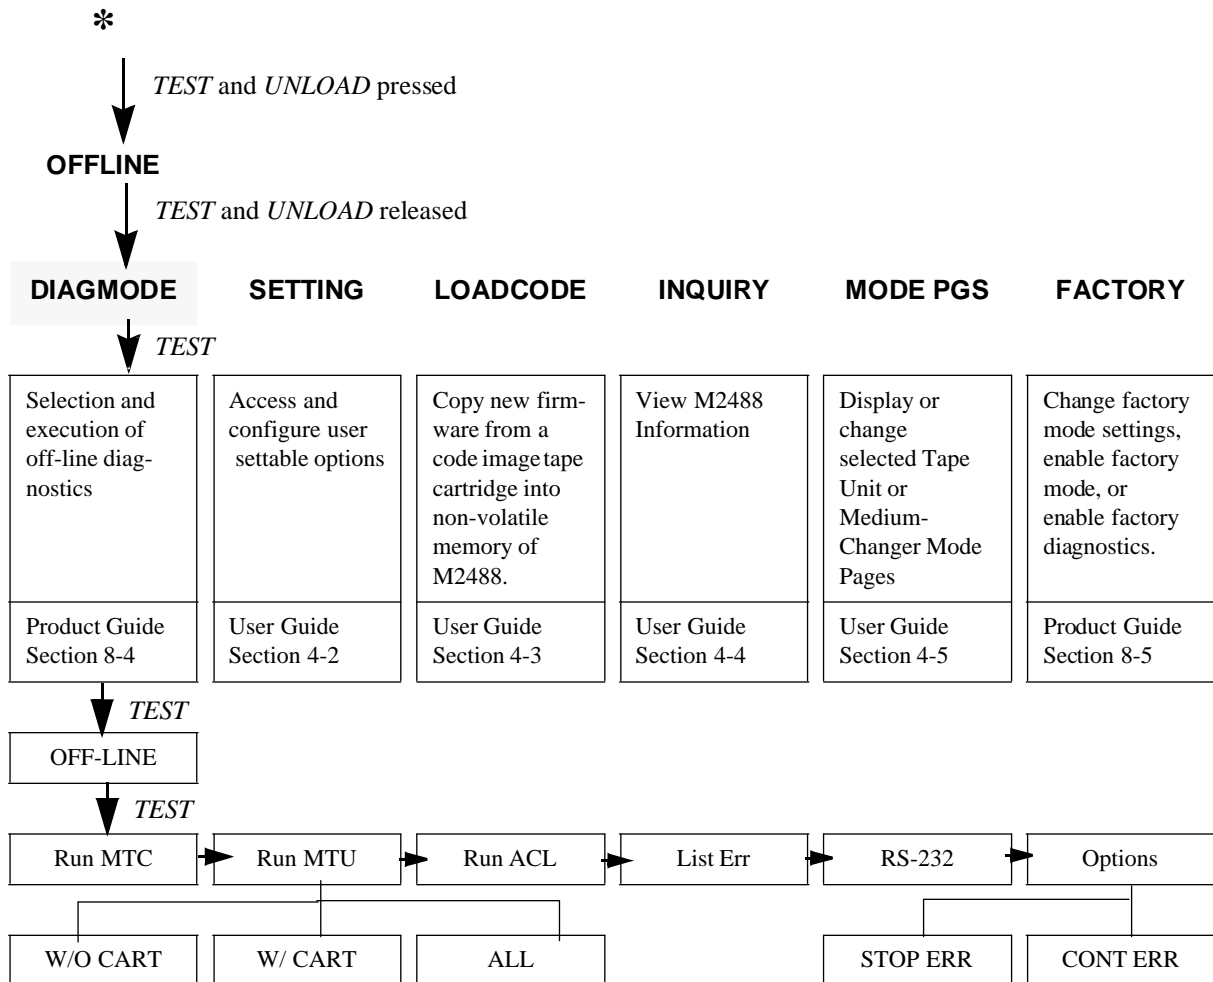 *
TEST and UNLOAD pressed
OFFLINE
TEST and UNLOAD released
DIAGMODE
SETTING
LOADCODE
INQUIRY
MODE PGS
FACTORY
TEST
Selection and
execution of
off-line diag-
nostics
Access and
configure user
settable options
Copy new firm-
ware from a
code image tape
cartridge into
non-volatile
memory of
M2488.
View M2488
Information
Display or
change
selected Tape
Unit or
Medium-
Changer Mode
Pages
Change factory
mode settings,
enable factory
mode, or
enable factory
diagnostics.
Product Guide
Section 8-4
User Guide
Section 4-2
User Guide
Section 4-3
User Guide
Section 4-4
User Guide
Section 4-5
Product Guide
Section 8-5
TEST
OFF-LINE
TEST
Run MTC
Run MTU
Run ACL
List Err
RS-232
Options
W/O CART
W/ CART
ALL
STOP ERR
CONT ERR